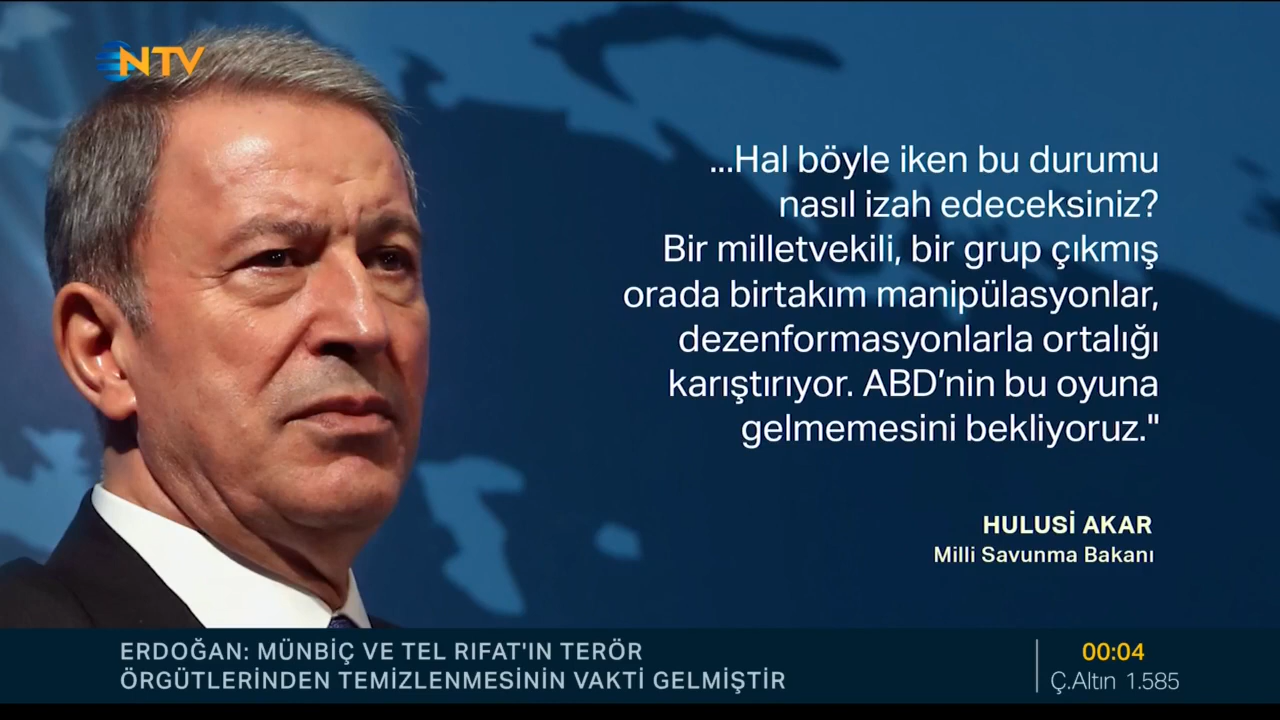 NTV
...Hal böyle iken bu durumu
nasıl izah edeceksiniz?
Bir milletvekili, bir grup çıkmış
orada birtakım manipülasyonlar,
dezenformasyonlarla ortalığı
karıştırıyor. ABD'nin bu oyuna
gelmemesini bekliyoruz."
HULUSİ AKAR
Milli Savunma Bakanı
ERDOĞAN: MÜNBİÇ VE TEL RIFAT'IN TERÖR
ÖRGÜTLERİNDEN TEMİZLENMESİNİN VAKTİ GELMİŞTİR
00:04
Ç.Altın 1.585